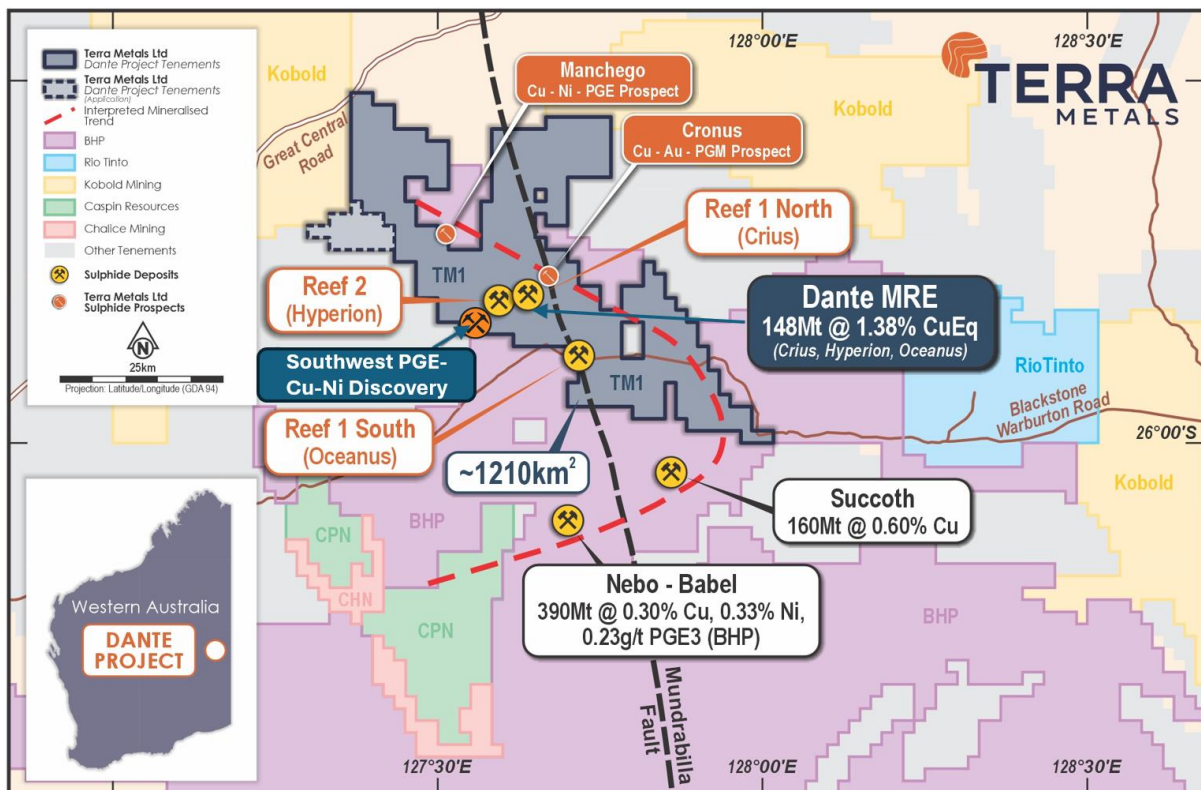 Terra Metals Ltd
Dante Project Tenements
Terra Metals Ltd
Dante Project Tenements
(Application)
Interpreted Mineralised
Trend
BHP
Rio Tinto
Kobold Mining
Caspin Resources
Chalice Mining
Other Tenements
Sulphide Deposits
Terra Metals Ltd
Sulphide Prospects
N
25km
Projection: Latitude/Longitude (GDA 94)
128°00'E
128°30'E
TERRA
METALS
Kobold
Great Central
Road
Manchego
Cu - Ni - PGE Prospect
Kobold
Cronus
Cu - Au - PGM Prospect
Reef 1 North
(Crius)
TM1
Reef 2
(Hyperion)
Dante MRE
148Mt @ 1.38% CuEq
(Crius, Hyperion, Oceanus)
Southwest PGE-
Cu-Ni Discovery
TM1
RioTinto
Blackstone
Warburton Road
Reef 1 South
(Oceanus)
26°00'S
~1210km²
Kobold
Succoth
160Mt @ 0.60% Cu
CPN
BHP
CHN
CPN
Nebo - Babel
390Mt @ 0.30% Cu, 0.33% Ni,
0.23g/t PGE3 (BHP)
BHP
Western Australia
DANTE
PROJECT
Mundrabilla
Fault
127°30'E
128°00'E
128°30'E